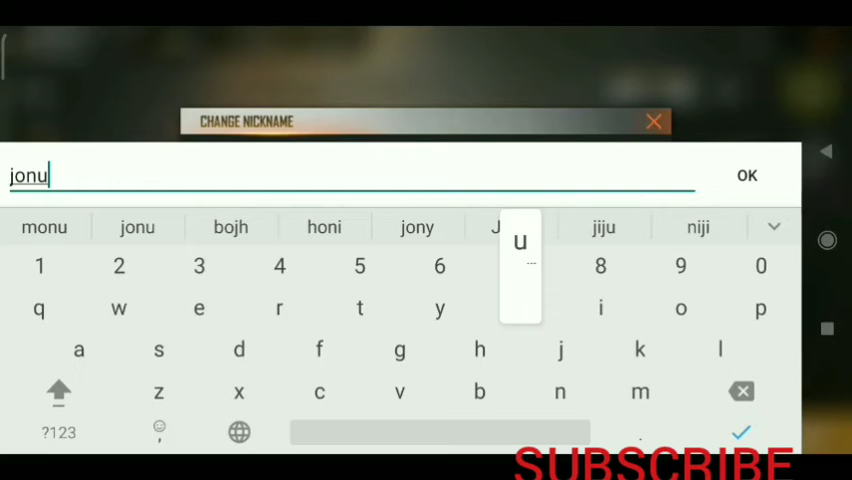 CHANGE NICKNAME
jonu OK
monu jonu bojh honi jony jiju niji
1 2 3 4 5 6 8 9 0
q w e r t y u i o p
a s d f g h j k l
z x c v b n m
?123 , .
SUBSCRIBE